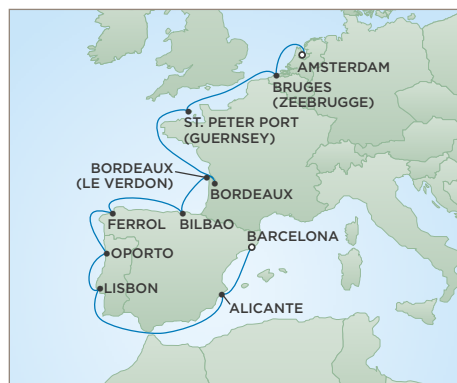 AMSTERDAM
BRUGES
(ZEEBRUGGE)
ST. PETER PORT
(GUERNSEY)
BORDEAUX
(LE VERDON)
BORDEAUX
FERROL
BILBAO
BARCELONA
OPORTO
LISBON
ALICANTE